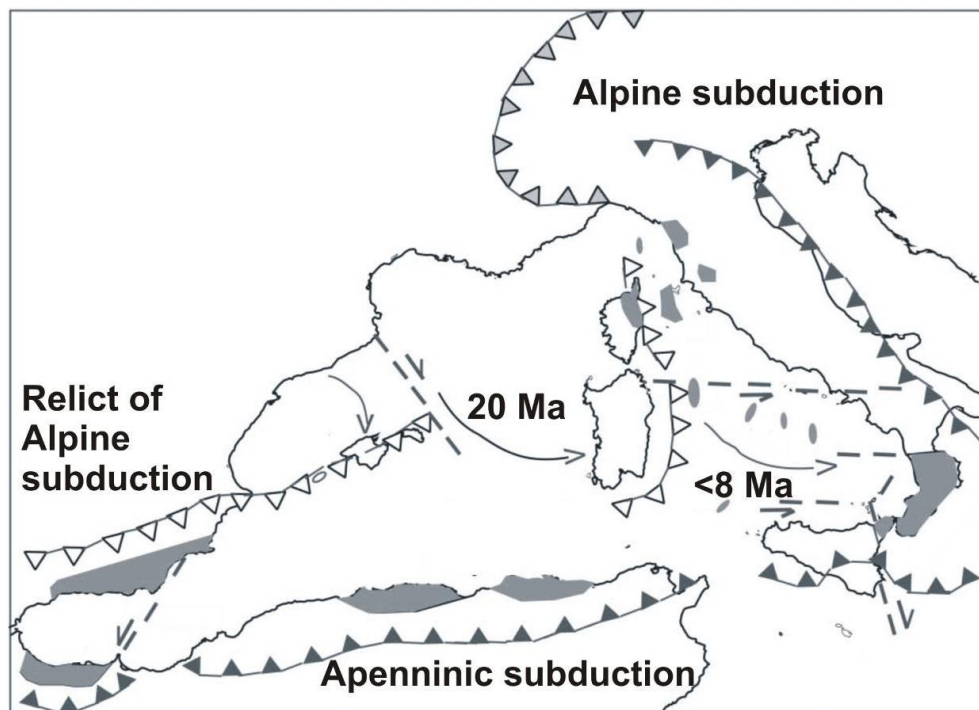 Alpine subduction
Relict of
Alpine
subduction
20 Ma
<8 Ma
Apenninic subduction